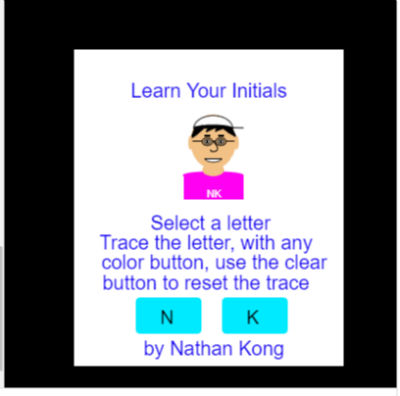 Learn Your Initials
NK
Select a letter
Trace the letter, with any
color button, use the clear
button to reset the trace
N K
by Nathan Kong